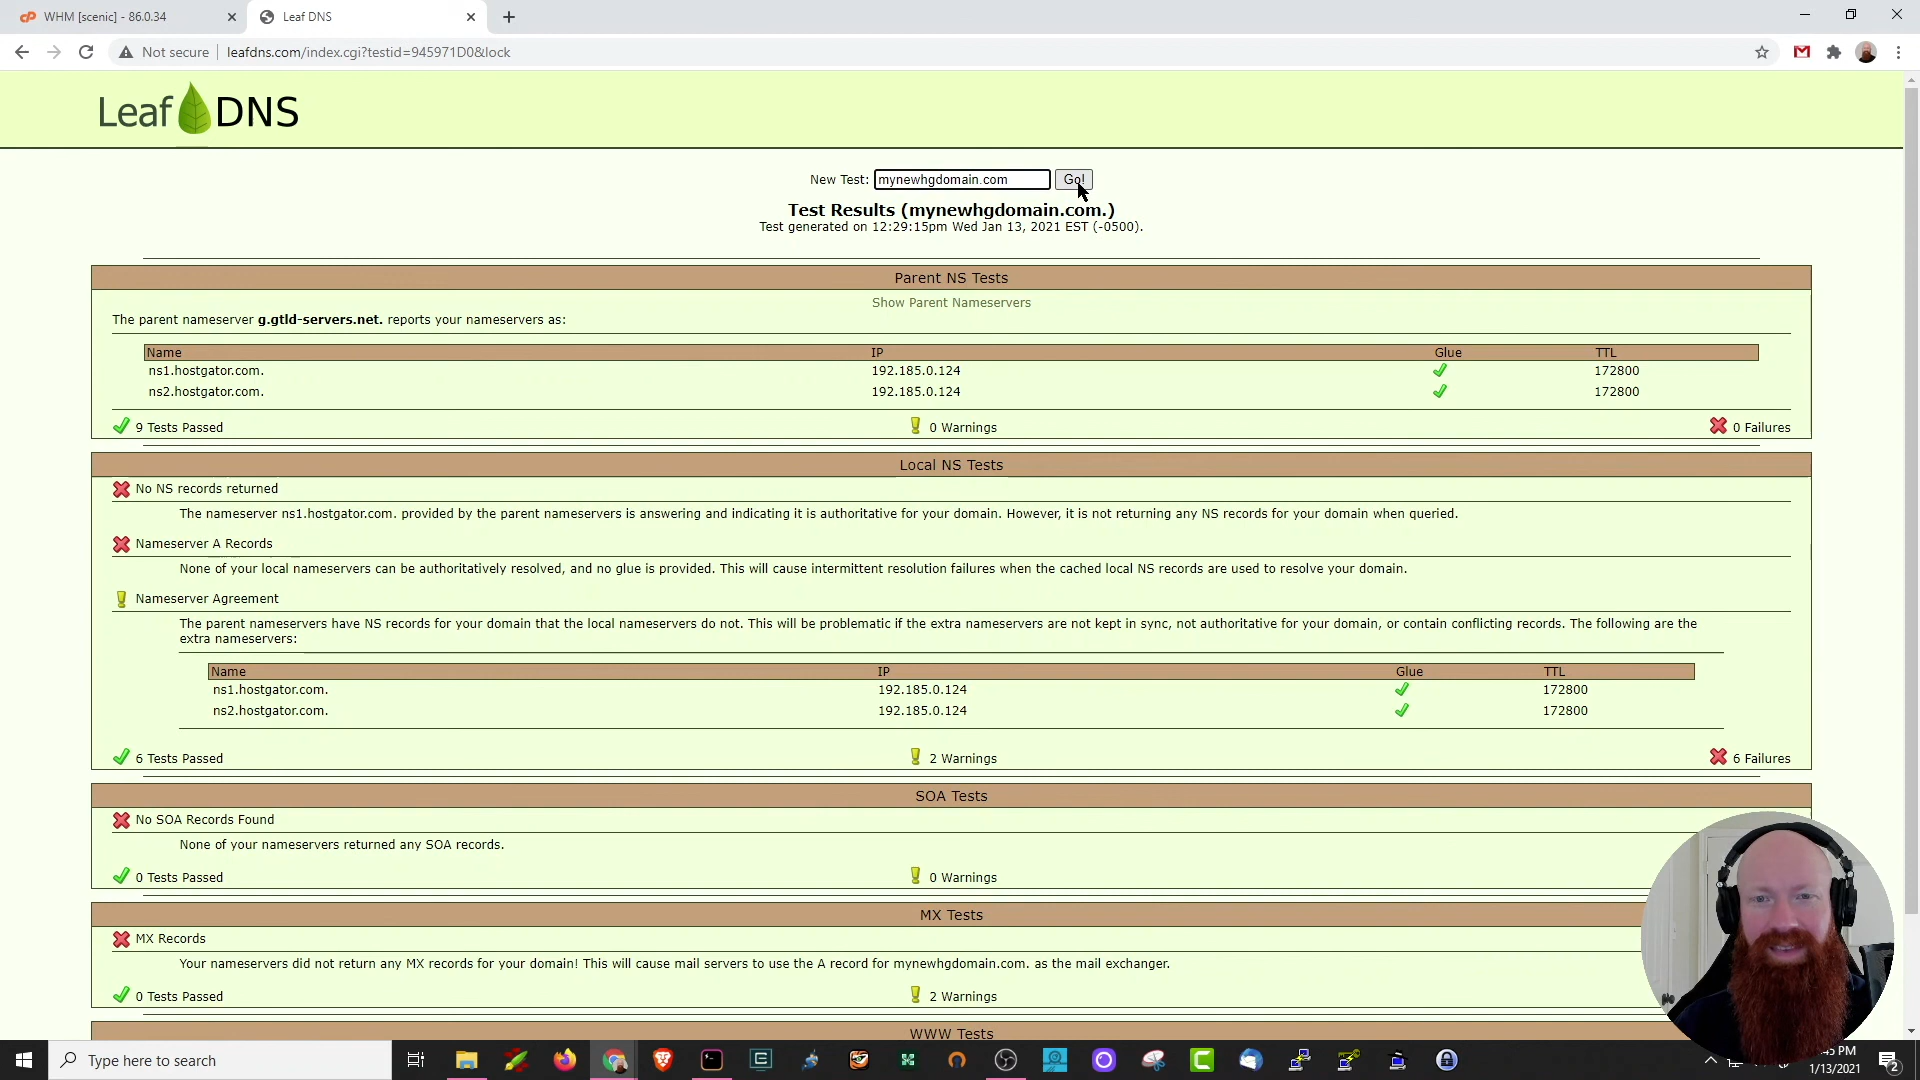 WHM [scenic] - 86.0.34
Leaf DNS
Not secure
leafdns.com/index.cgi?testid=945971D0&lock
Leaf DNS
New Test: mynewhgdomain.com Go!
Test Results (mynewhgdomain.com.)
Test generated on 12:29:15pm Wed Jan 13, 2021 EST (-0500).
Parent NS Tests
Show Parent Nameservers
The parent nameserver g.gtld-servers.net. reports your nameservers as:
Name IP Glue TTL
ns1.hostgator.com. 192.185.0.124 172800
ns2.hostgator.com. 192.185.0.124 172800
9 Tests Passed 0 Warnings 0 Failures
Local NS Tests
No NS records returned
The nameserver ns1.hostgator.com. provided by the parent nameservers is answering and indicating it is authoritative for your domain. However, it is not returning any NS records for your domain when queried.
Nameserver A Records
None of your local nameservers can be authoritatively resolved, and no glue is provided. This will cause intermittent resolution failures when the cached local NS records are used to resolve your domain.
Nameserver Agreement
The parent nameservers have NS records for your domain that the local nameservers do not. This will be problematic if the extra nameservers are not kept in sync, not authoritative for your domain, or contain conflicting records. The following are the
extra nameservers:
Name IP Glue TTL
ns1.hostgator.com. 192.185.0.124 172800
ns2.hostgator.com. 192.185.0.124 172800
6 Tests Passed 2 Warnings 6 Failures
SOA Tests
No SOA Records Found
None of your nameservers returned any SOA records.
0 Tests Passed 0 Warnings
MX Tests
MX Records
Your nameservers did not return any MX records for your domain! This will cause mail servers to use the A record for mynewhgdomain.com. as the mail exchanger.
0 Tests Passed 2 Warnings
WWW Tests
Type here to search
45 PM
1/13/2021
2